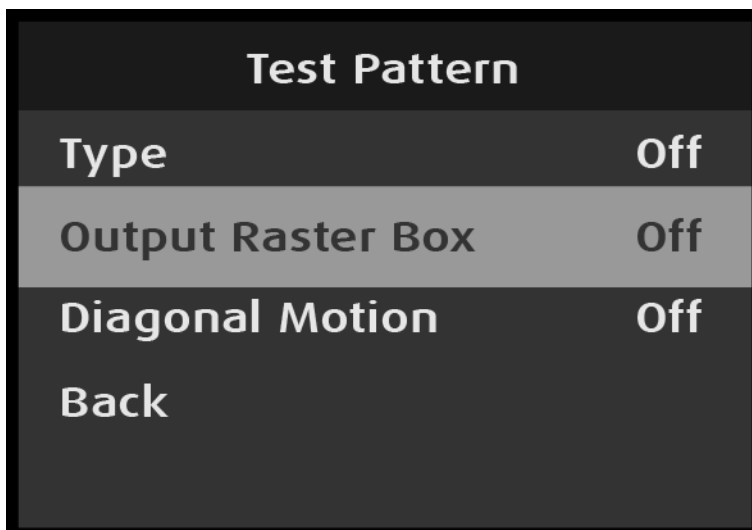 Test Pattern
Type Off
Output Raster Box Off
Diagonal Motion Off
Back